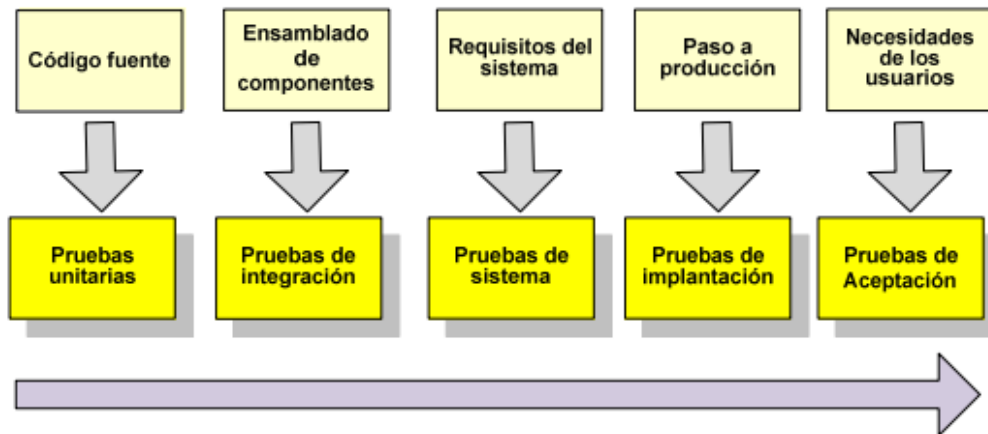 Código fuente
Ensamblado
de
componentes
Requisitos del
sistema
Paso a
producción
Necesidades
de los
usuarios
Pruebas
unitarias
Pruebas de
integración
Pruebas de
sistema
Pruebas de
implantación
Pruebas de
Aceptación